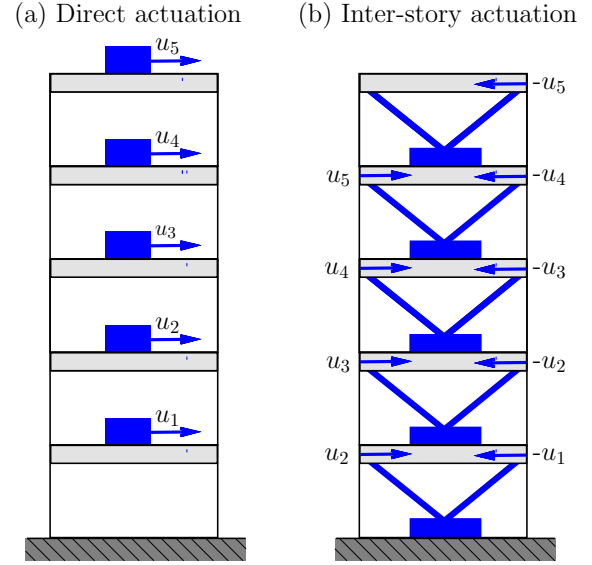 (a) Direct actuation
(b) Inter-story actuation
u₅
u₄
u₃
u₂
u₁
-u₅
u₅
-u₄
u₄
-u₃
u₃
-u₂
u₂
-u₁